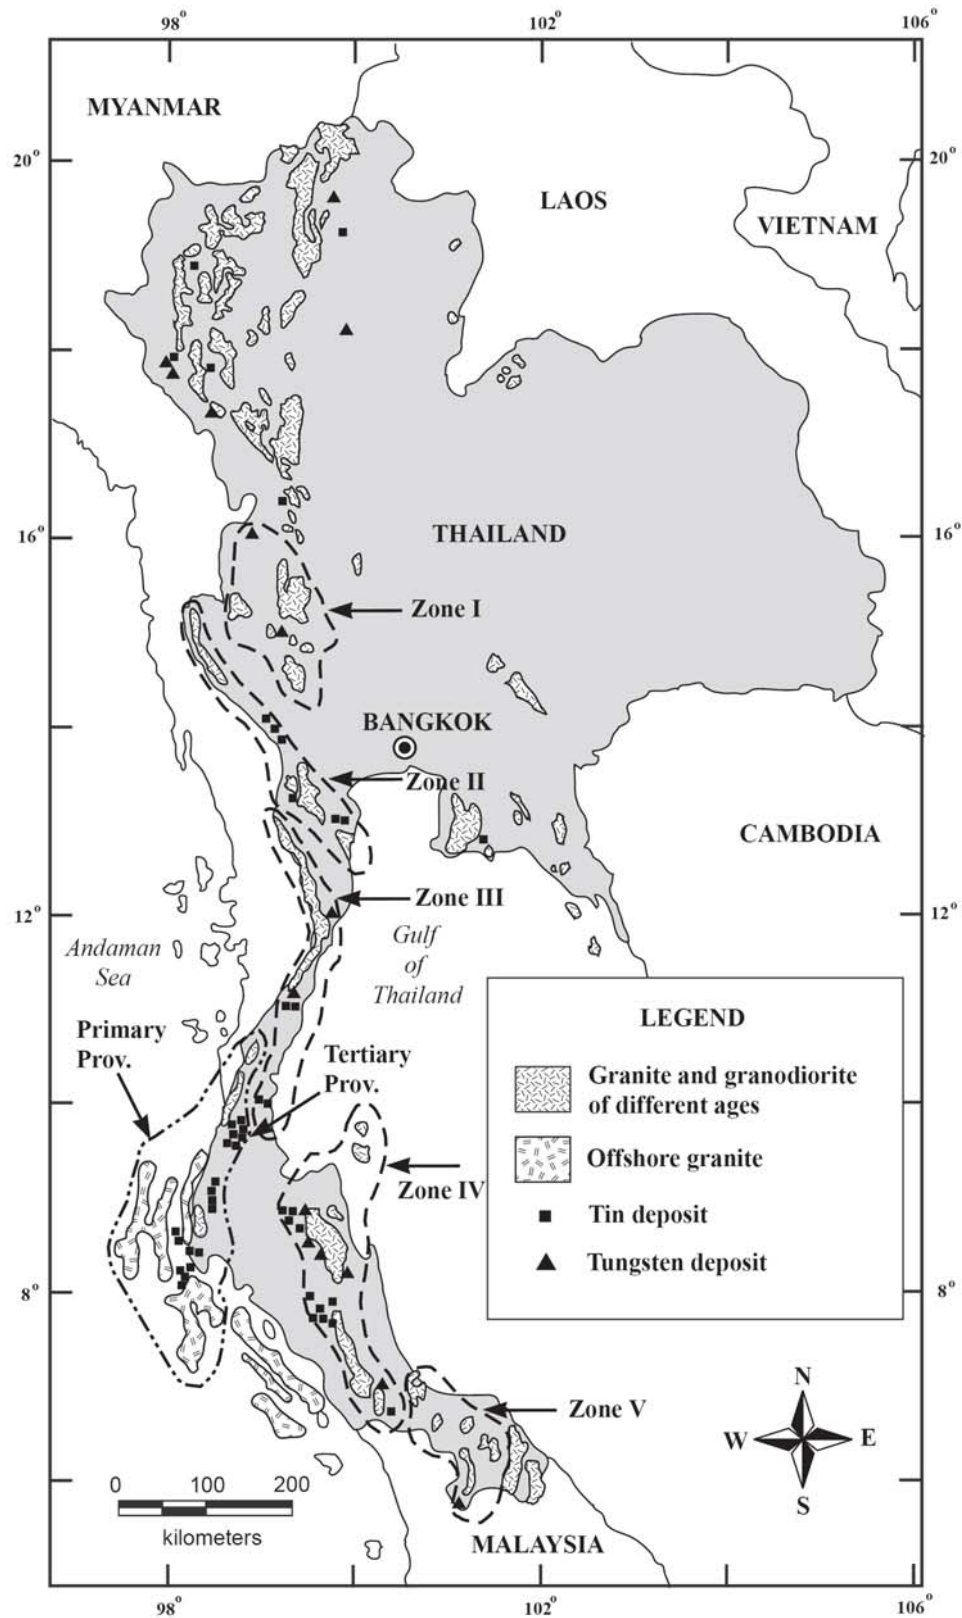 98°
102°
106°
MYANMAR
20°
20°
LAOS
VIETNAM
16°
THAILAND
16°
Zone I
BANGKOK
Zone II
CAMBODIA
Zone III
12°
12°
Andaman
Sea
Gulf
of
Thailand
LEGEND
Granite and granodiorite
of different ages
Offshore granite
Tin deposit
Tungsten deposit
Primary
Prov.
Tertiary
Prov.
Zone IV
8°
8°
Zone V
N
W
E
S
0 100 200
kilometers
MALAYSIA
98°
102°
106°